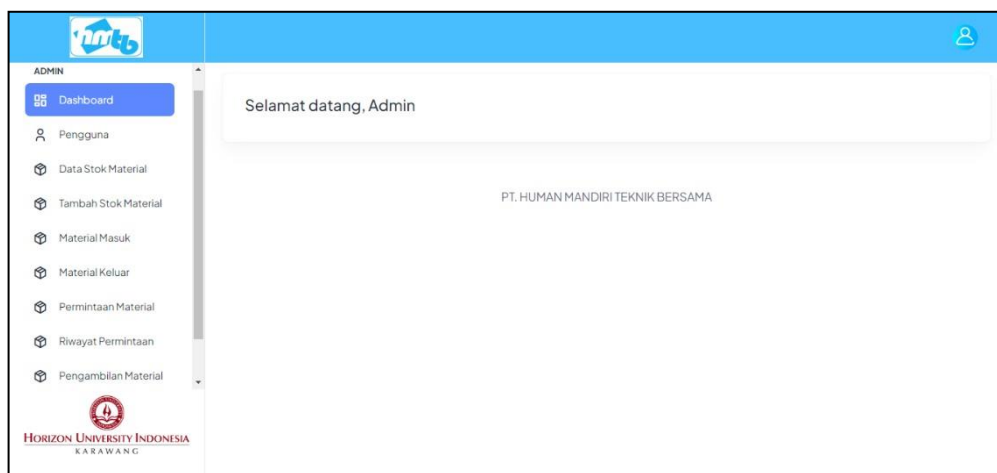 hmtb
ADMIN
Dashboard
Pengguna
Data Stok Material
Tambah Stok Material
Material Masuk
Material Keluar
Permintaan Material
Riwayat Permintaan
Pengambilan Material
HORIZON UNIVERSITY INDONESIA
KARAWANG
Selamat datang, Admin
PT. HUMAN MANDIRI TEKNIK BERSAMA